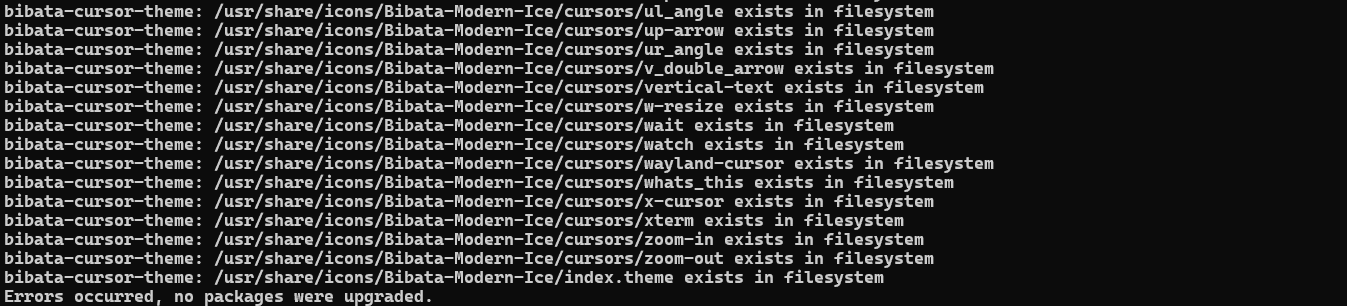 bibata-cursor-theme: /usr/share/icons/Bibata-Modern-Ice/cursors/ul_angle exists in filesystem
bibata-cursor-theme: /usr/share/icons/Bibata-Modern-Ice/cursors/up-arrow exists in filesystem
bibata-cursor-theme: /usr/share/icons/Bibata-Modern-Ice/cursors/ur_angle exists in filesystem
bibata-cursor-theme: /usr/share/icons/Bibata-Modern-Ice/cursors/v_double_arrow exists in filesystem
bibata-cursor-theme: /usr/share/icons/Bibata-Modern-Ice/cursors/vertical-text exists in filesystem
bibata-cursor-theme: /usr/share/icons/Bibata-Modern-Ice/cursors/w-resize exists in filesystem
bibata-cursor-theme: /usr/share/icons/Bibata-Modern-Ice/cursors/wait exists in filesystem
bibata-cursor-theme: /usr/share/icons/Bibata-Modern-Ice/cursors/watch exists in filesystem
bibata-cursor-theme: /usr/share/icons/Bibata-Modern-Ice/cursors/wayland-cursor exists in filesystem
bibata-cursor-theme: /usr/share/icons/Bibata-Modern-Ice/cursors/whats_this exists in filesystem
bibata-cursor-theme: /usr/share/icons/Bibata-Modern-Ice/cursors/x-cursor exists in filesystem
bibata-cursor-theme: /usr/share/icons/Bibata-Modern-Ice/cursors/xterm exists in filesystem
bibata-cursor-theme: /usr/share/icons/Bibata-Modern-Ice/cursors/zoom-in exists in filesystem
bibata-cursor-theme: /usr/share/icons/Bibata-Modern-Ice/cursors/zoom-out exists in filesystem
bibata-cursor-theme: /usr/share/icons/Bibata-Modern-Ice/index.theme exists in filesystem
Errors occurred, no packages were upgraded.